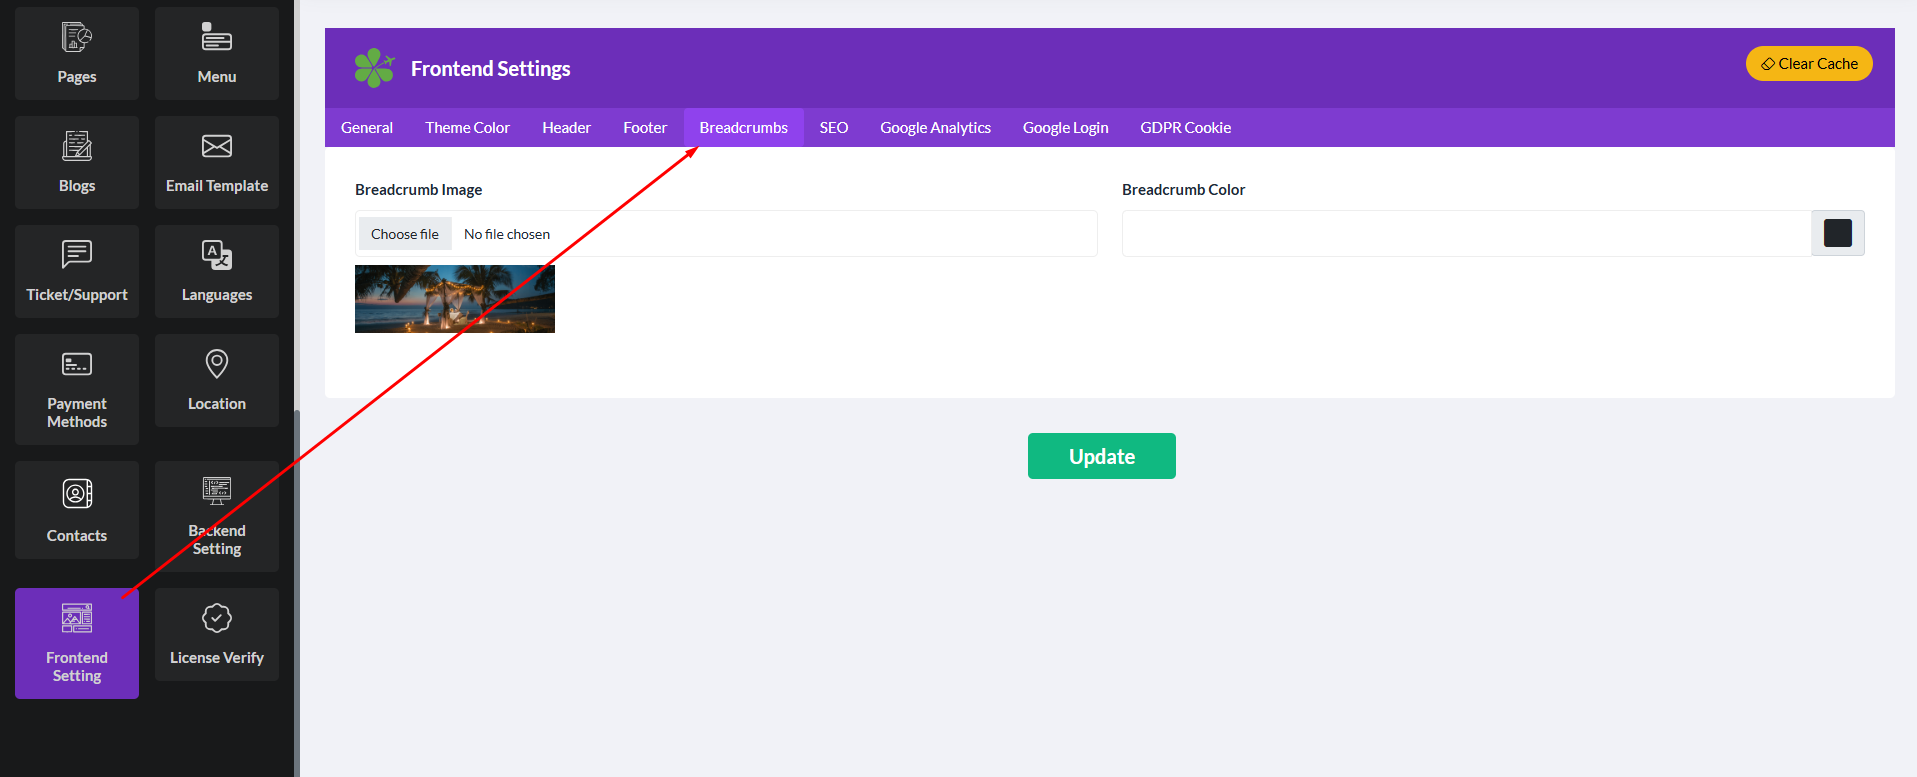 Pages
Menu
Blogs
Email Template
Ticket/Support
Languages
Payment
Methods
Location
Contacts
Backend
Setting
Frontend
Setting
License Verify
Frontend Settings
Clear Cache
General
Theme Color
Header
Footer
Breadcrumbs
SEO
Google Analytics
Google Login
GDPR Cookie
Breadcrumb Image
Breadcrumb Color
Choose file
No file chosen
Update